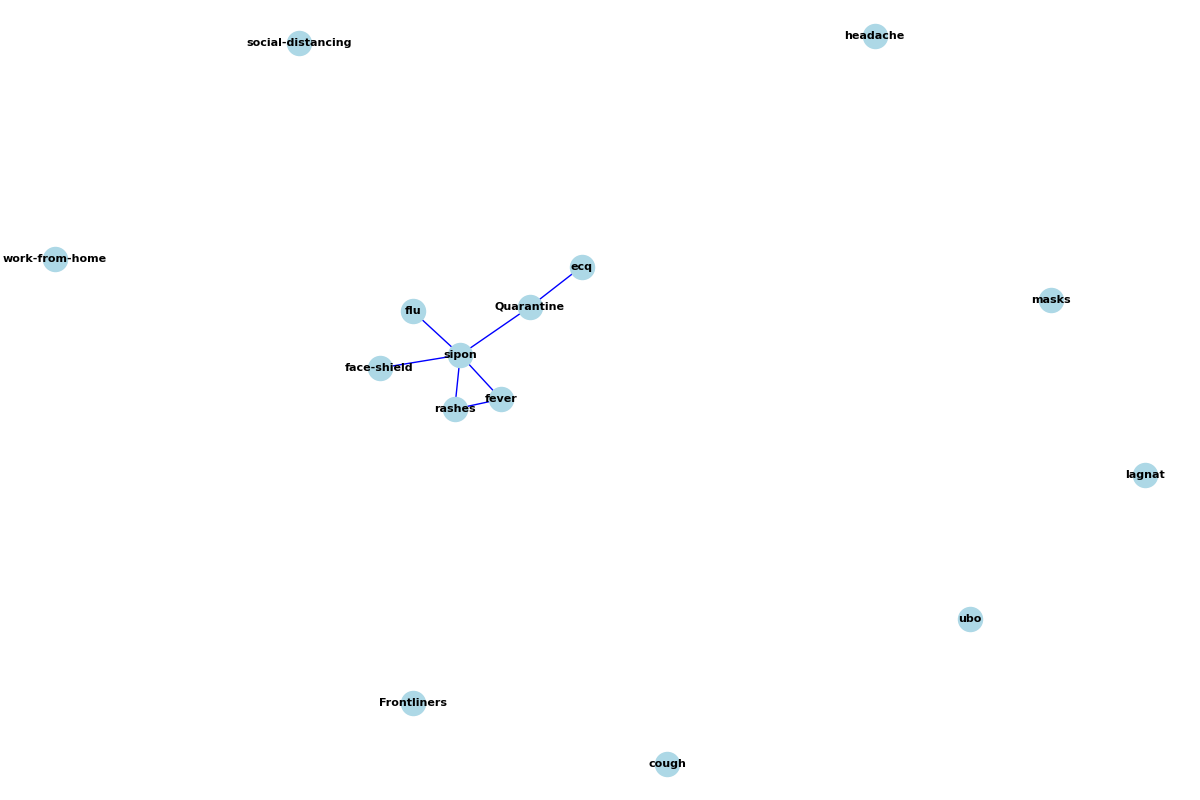 social-distancing
headache
work-from-home
ecq
masks
Quarantine
flu
sipon
face-shield
fever
rashes
lagnat
ubo
Frontliners
cough